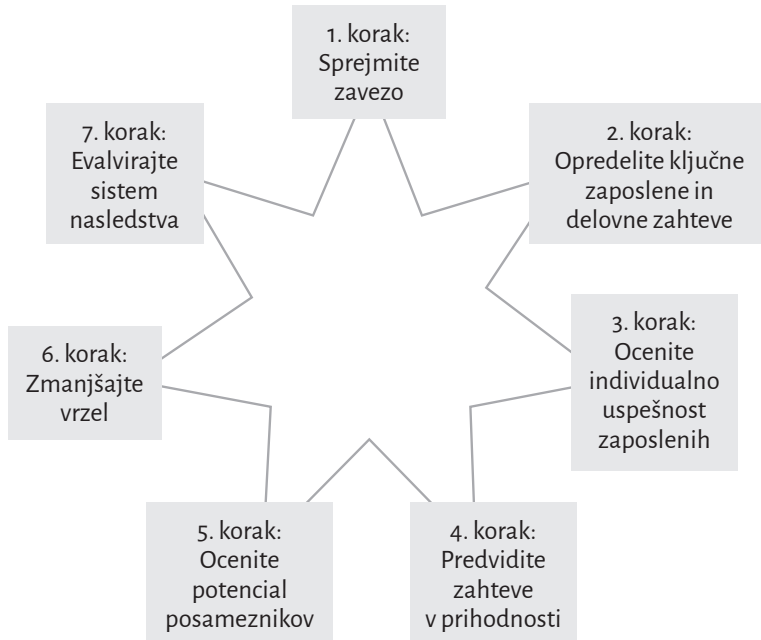 1. korak:
Sprejmite
zavezo
2. korak:
Opredelite ključne
zaposlene in
delovne zahteve
3. korak:
Ocenite
individualno
uspešnost
zaposlenih
4. korak:
Predvidite
zahteve
v prihodnosti
5. korak:
Ocenite
potencial
posameznikov
6. korak:
Zmanjšajte
vrzel
7. korak:
Evalvirajte
sistem
nasledstva